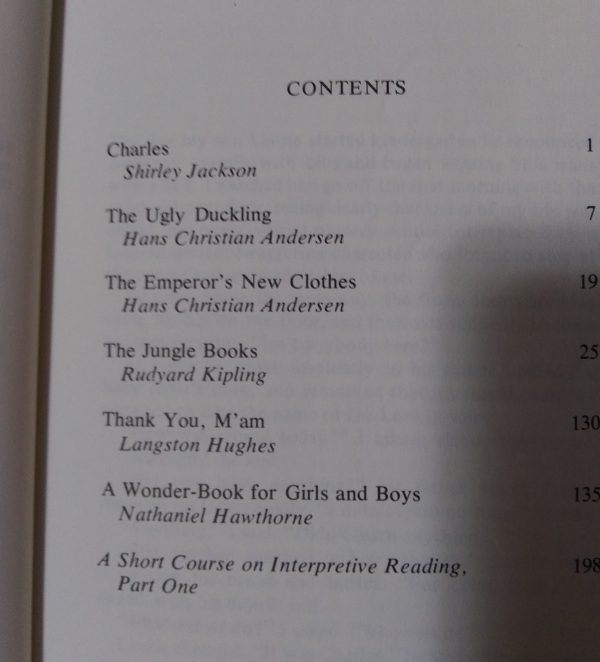 CONTENTS
Charles 1
Shirley Jackson
The Ugly Duckling 7
Hans Christian Andersen
The Emperor's New Clothes 19
Hans Christian Andersen
The Jungle Books 25
Rudyard Kipling
Thank You, M'am 130
Langston Hughes
A Wonder-Book for Girls and Boys 135
Nathaniel Hawthorne
A Short Course on Interpretive Reading, 198
Part One